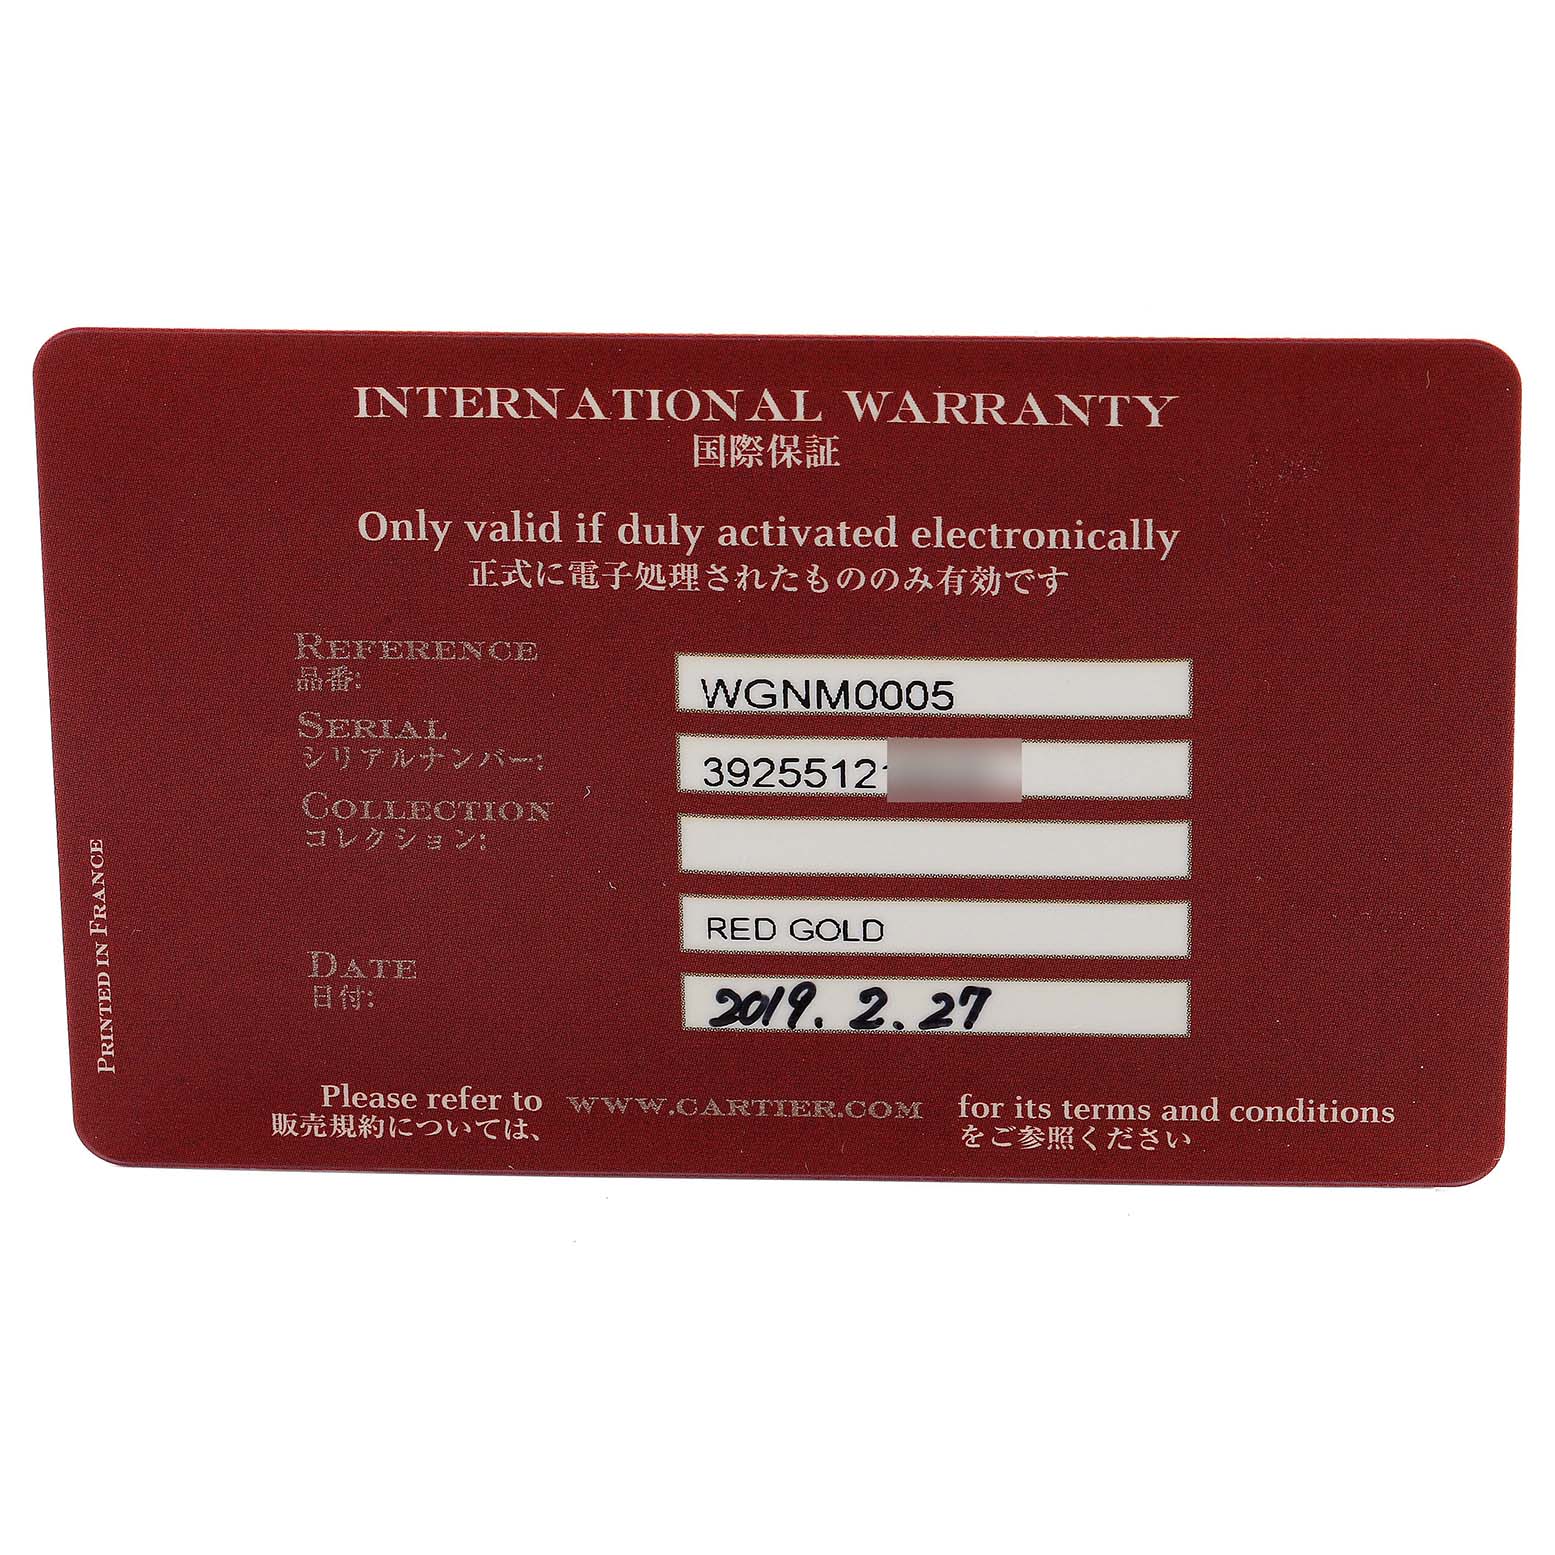 INTERNATIONAL WARRANTY
国際保証
Only valid if duly activated electronically
正式に電子処理されたもののみ有効です
REFERENCE
品番:
WGNM0005
SERIAL
シリアルナンバー:
39255121
COLLECTION
コレクション:
RED GOLD
DATE
日付:
2019. 2. 27
PRINTED IN FRANCE
Please refer to WWW.CARTIER.COM for its terms and conditions
販売規約については、 をご参照ください